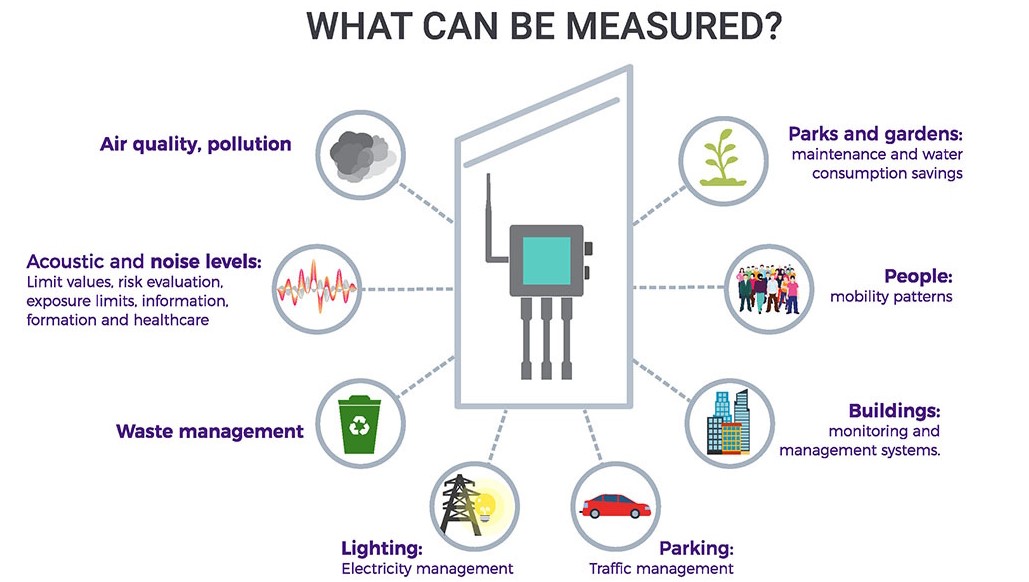 WHAT CAN BE MEASURED?
Air quality, pollution
Acoustic and noise levels:
Limit values, risk evaluation,
exposure limits, information,
formation and healthcare
Waste management
Lighting:
Electricity management
Parking:
Traffic management
Buildings:
monitoring and
management systems.
People:
mobility patterns
Parks and gardens:
maintenance and water
consumption savings